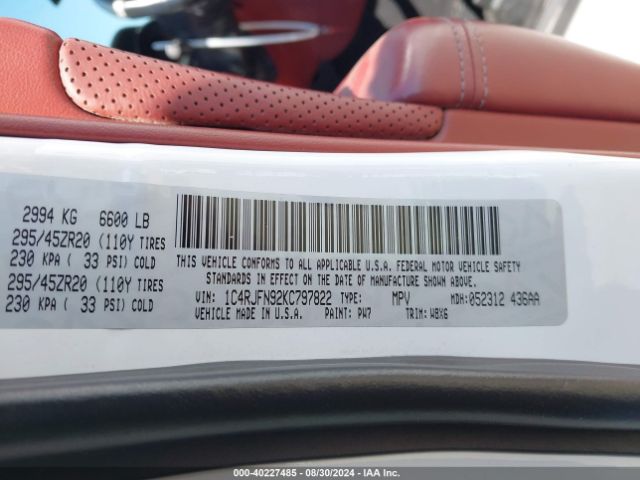 2994 KG 6600 LB
295/45ZR20 (110Y TIRES
230 KPA ( 33 PSI) COLD
295/45ZR20 (110Y TIRES
230 KPA ( 33 PSI) COLD
THIS VEHICLE CONFORMS TO ALL APPLICABLE U.S.A. FEDERAL MOTOR VEHICLE SAFETY
STANDARDS IN EFFECT ON THE DATE OF MANUFACTURE SHOWN ABOVE.
VIN: 1C4RJFN92KC797822 TYPE: MPV MDH: 052312 436AA
VEHICLE MADE IN U.S.A. PAINT: PW7 TRIM: W8XG
000-40227485 - 08/30/2024 - IAA Inc.